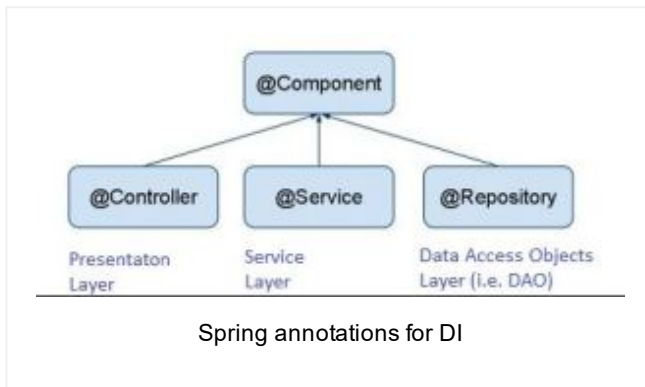 @Component
@Controller
@Service
@Repository
Presentaton
Layer
Service
Layer
Data Access Objects
Layer (i.e. DAO)
Spring annotations for DI